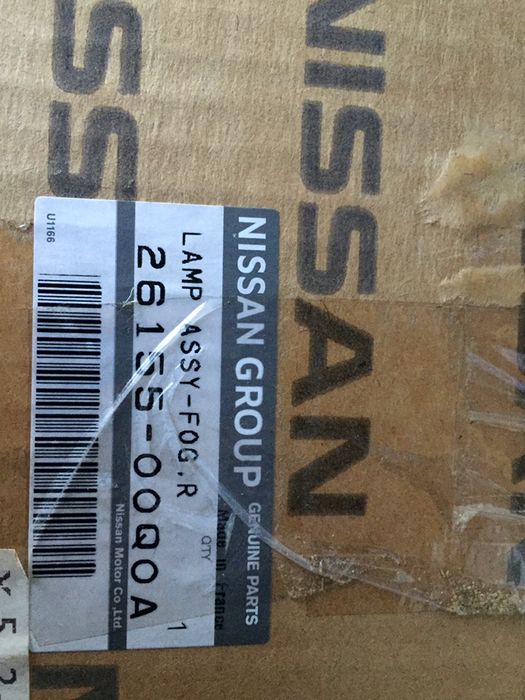 NISSAN
NISSAN GROUP GENUINE PARTS
Made in France
LAMP ASSY-FOG,R QTY
26155-00Q0A 1
Nissan Motor Co.,Ltd.
U1166
SS